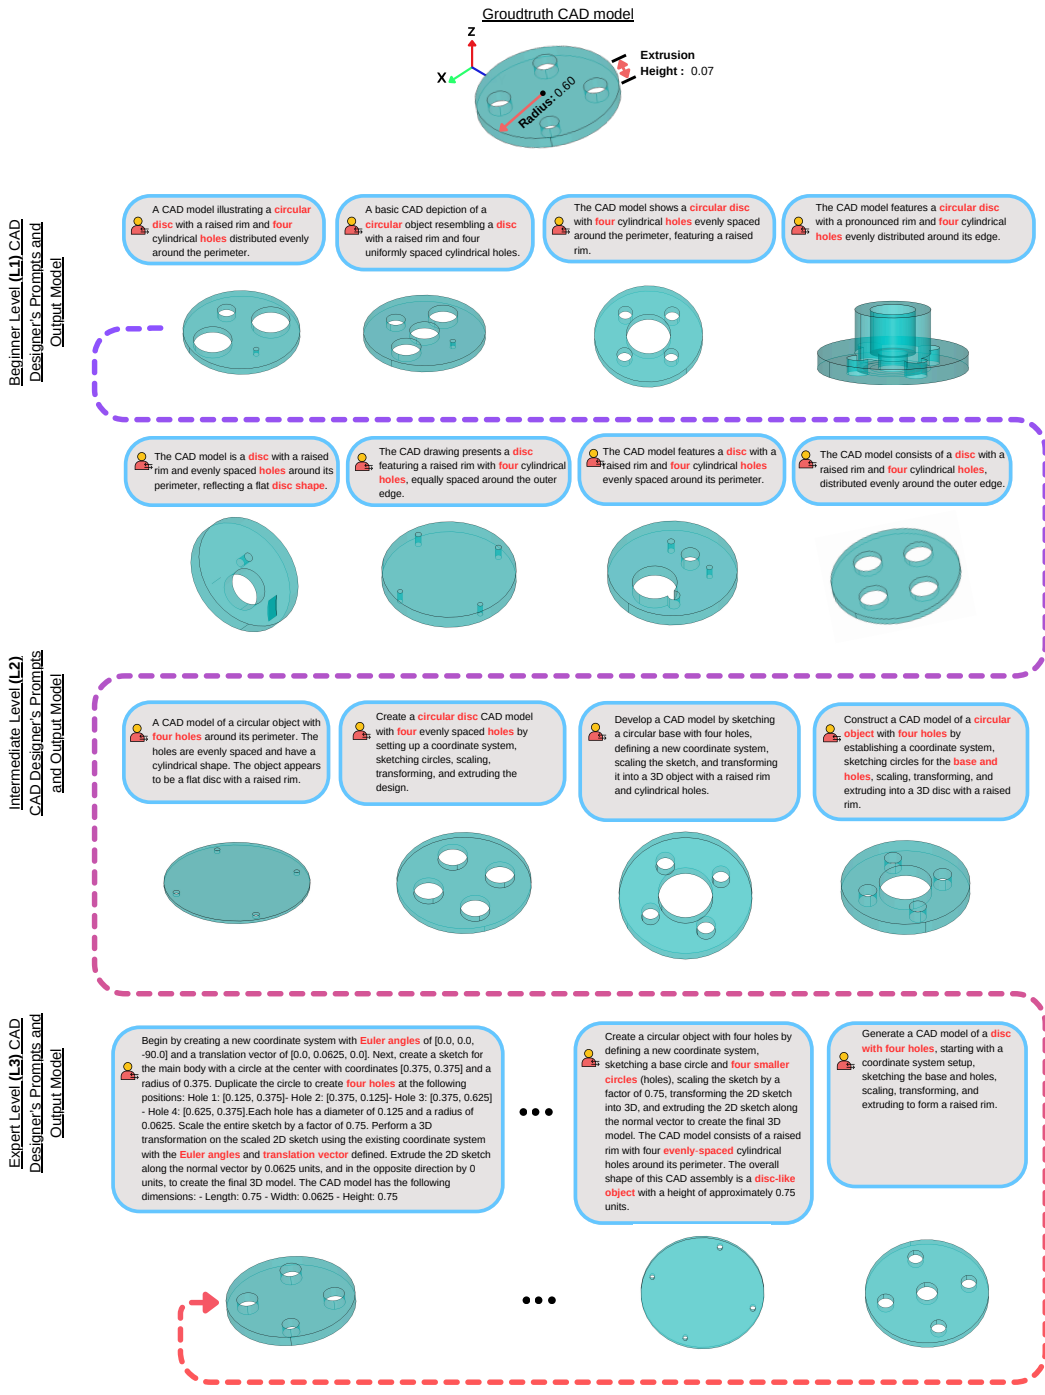 Groudtruth CAD model
Z
X
Extrusion
Height : 0.07
Radius: 0.60
Beginner Level (L1) CAD
Designer's Prompts and
Output Model
A CAD model illustrating a circular
disc with a raised rim and four
cylindrical holes distributed evenly
around the perimeter.
A basic CAD depiction of a
circular object resembling a disc
with a raised rim and four
uniformly spaced cylindrical holes.
The CAD model shows a circular disc
with four cylindrical holes evenly spaced
around the perimeter, featuring a raised
rim.
The CAD model features a circular disc
with a pronounced rim and four cylindrical
holes evenly distributed around its edge.
The CAD model is a disc with a raised
rim and evenly spaced holes around its
perimeter, reflecting a flat disc shape.
The CAD drawing presents a disc
featuring a raised rim with four cylindrical
holes, equally spaced around the outer
edge.
The CAD model features a disc with a
raised rim and four cylindrical holes
evenly spaced around its perimeter.
The CAD model consists of a disc with a
raised rim and four cylindrical holes,
distributed evenly around the outer edge.
Intermediate Level (L2)
CAD Designer's Prompts
and Output Model
A CAD model of a circular object with
four holes around its perimeter. The
holes are evenly spaced and have a
cylindrical shape. The object appears
to be a flat disc with a raised rim.
Create a circular disc CAD model
with four evenly spaced holes by
setting up a coordinate system,
sketching circles, scaling,
transforming, and extruding the
design.
Develop a CAD model by sketching
a circular base with four holes,
defining a new coordinate system,
scaling the sketch, and transforming
it into a 3D object with a raised rim
and cylindrical holes.
Construct a CAD model of a circular
object with four holes by
establishing a coordinate system,
sketching circles for the base and
holes, scaling, transforming, and
extruding into a 3D disc with a raised
rim.
Expert Level (L3) CAD
Designer's Prompts and
Output Model
Begin by creating a new coordinate system with Euler angles of [0.0, 0.0,
-90.0] and a translation vector of [0.0, 0.0625, 0.0]. Next, create a sketch for
the main body with a circle at the center with coordinates [0.375, 0.375] and a
radius of 0.375. Duplicate the circle to create four holes at the following
positions: Hole 1: [0.125, 0.375]- Hole 2: [0.375, 0.125]- Hole 3: [0.375, 0.625]
- Hole 4: [0.625, 0.375].Each hole has a diameter of 0.125 and a radius of
0.0625. Scale the entire sketch by a factor of 0.75. Perform a 3D
transformation on the scaled 2D sketch using the existing coordinate system
with the Euler angles and translation vector defined. Extrude the 2D sketch
along the normal vector by 0.0625 units, and in the opposite direction by 0
units, to create the final 3D model. The CAD model has the following
dimensions: - Length: 0.75 - Width: 0.0625 - Height: 0.75
Create a circular object with four holes by
defining a new coordinate system,
sketching a base circle and four smaller
circles (holes), scaling the sketch by a
factor of 0.75, transforming the 2D sketch
into 3D, and extruding the 2D sketch along
the normal vector to create the final 3D
model. The CAD model consists of a raised
rim with four evenly-spaced cylindrical
holes around its perimeter. The overall
shape of this CAD assembly is a disc-like
object with a height of approximately 0.75
units.
Generate a CAD model of a disc
with four holes, starting with a
coordinate system setup,
sketching the base and holes,
scaling, transforming, and
extruding to form a raised rim.